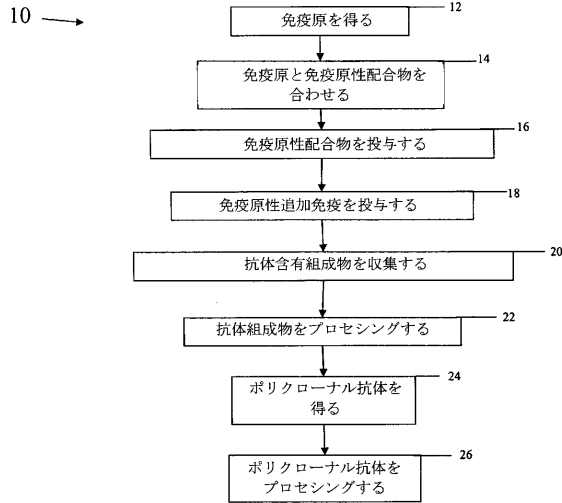 10
12
免疫原を得る
14
免疫原と免疫原性配合物を
合わせる
16
免疫原性配合物を投与する
18
免疫原性追加免疫を投与する
20
抗体含有組成物を収集する
22
抗体組成物をプロセシングする
24
ポリクローナル抗体を
得る
26
ポリクローナル抗体を
プロセシングする